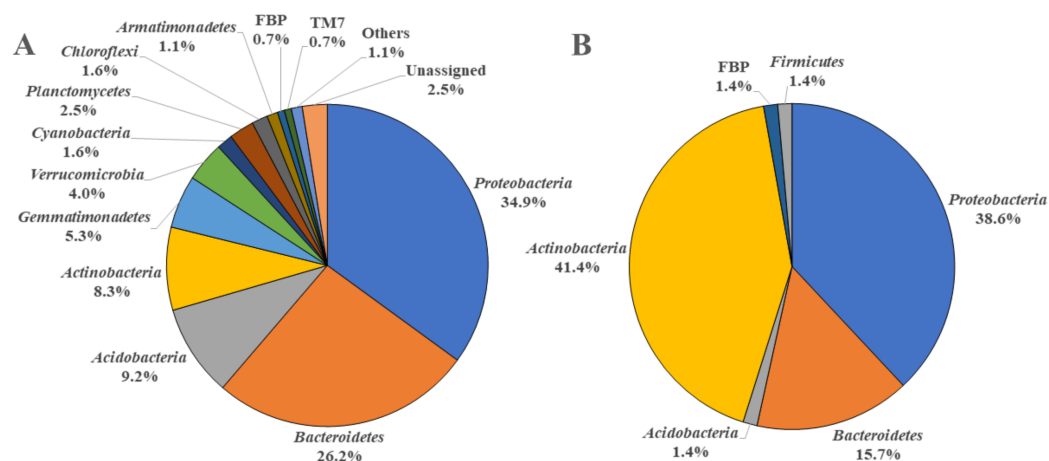 A
Armatimonadetes
1.1%
FBP
0.7%
TM7
0.7%
Others
1.1%
Chloroflexi
1.6%
Unassigned
2.5%
Planctomycetes
2.5%
Cyanobacteria
1.6%
Verrucomicrobia
4.0%
Gemmatimonadetes
5.3%
Actinobacteria
8.3%
Acidobacteria
9.2%
Bacteroidetes
26.2%
Proteobacteria
34.9%
B
FBP
1.4%
Firmicutes
1.4%
Proteobacteria
38.6%
Actinobacteria
41.4%
Acidobacteria
1.4%
Bacteroidetes
15.7%